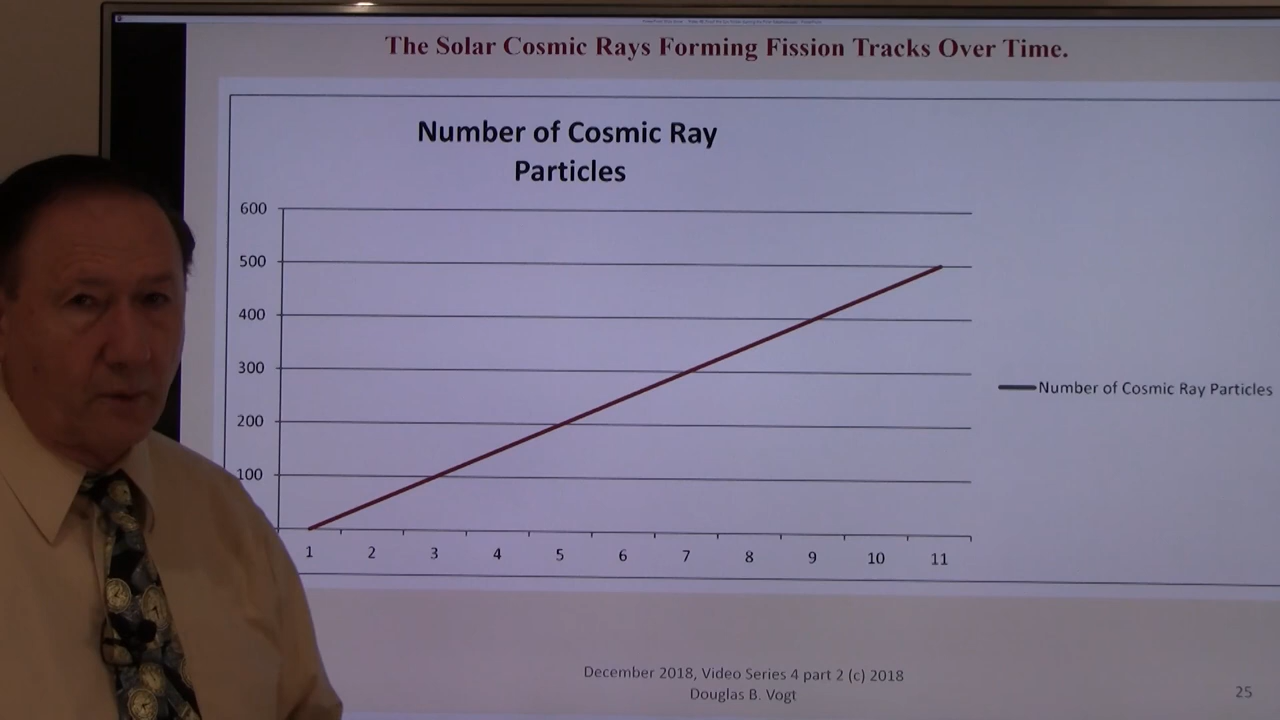 The Solar Cosmic Rays Forming Fission Tracks Over Time.
Number of Cosmic Ray
Particles
600
500
400
300
200
100
1 2 3 4 5 6 7 8 9 10 11
Number of Cosmic Ray Particles
December 2018, Video Series 4 part 2 (c) 2018
Douglas B. Vogt
25